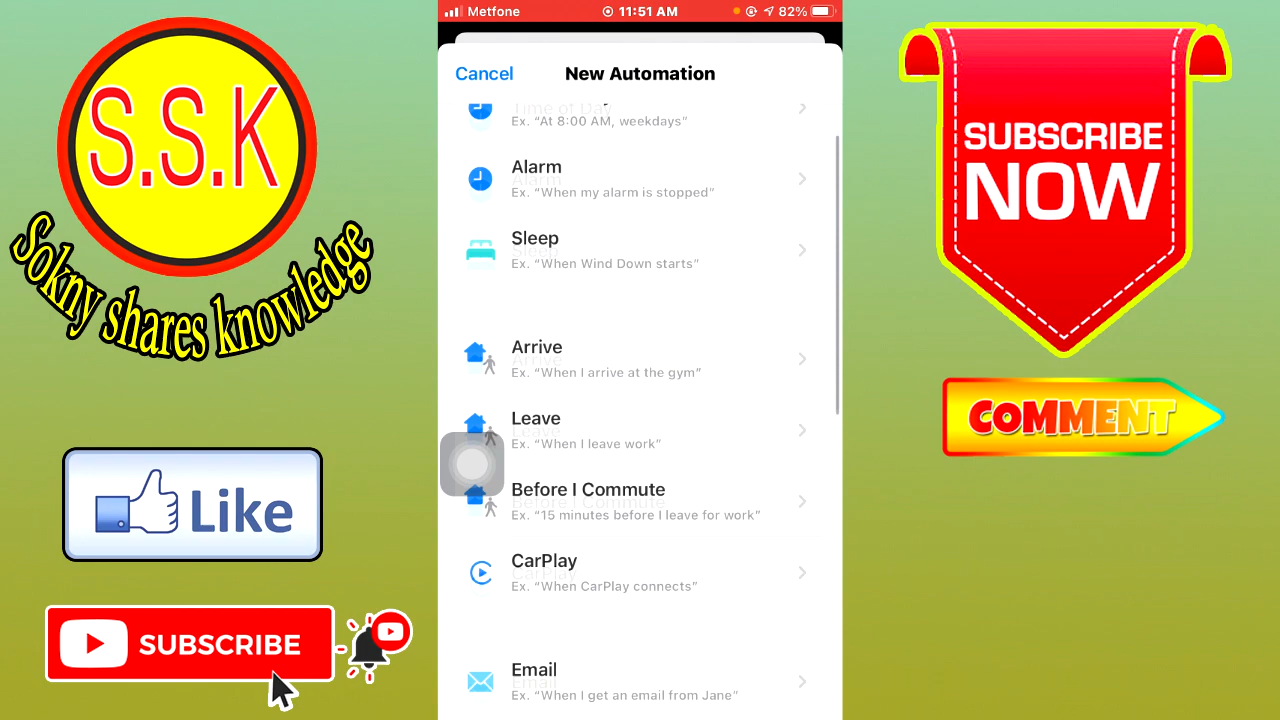 S.S.K
Sokny shares knowledge
Like
SUBSCRIBE
Metfone
11:51 AM
82%
Cancel
New Automation
Time of Day
Ex. “At 8:00 AM, weekdays”
Alarm
Ex. “When my alarm is stopped”
Sleep
Ex. “When Wind Down starts”
Arrive
Ex. “When I arrive at the gym”
Leave
Ex. “When I leave work”
Before I Commute
Ex. “15 minutes before I leave for work”
CarPlay
Ex. “When CarPlay connects”
Email
Ex. “When I get an email from Jane”
SUBSCRIBE
NOW
COMMENT